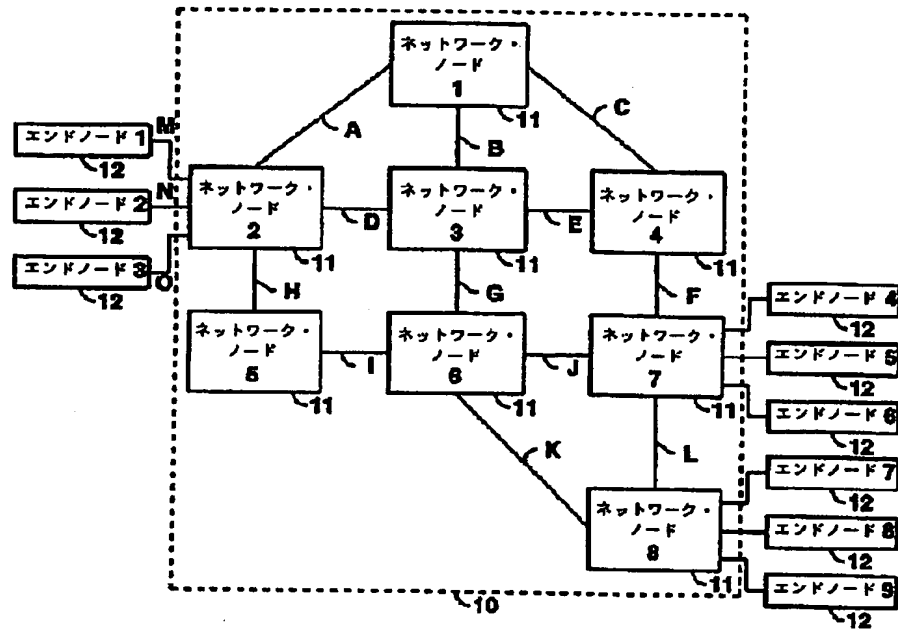 ネットワーク・
ノード
1
11
A
B
C
エンドノード 1
M
12
エンドノード 2
N
12
エンドノード 3
O
12
ネットワーク・
ノード
2
11
D
ネットワーク・
ノード
3
11
E
ネットワーク・
ノード
4
11
H
G
F
ネットワーク・
ノード
5
11
I
ネットワーク・
ノード
6
11
J
ネットワーク・
ノード
7
11
エンドノード 4
12
エンドノード 5
12
エンドノード 6
12
K
L
ネットワーク・
ノード
8
11
エンドノード 7
12
エンドノード 8
12
エンドノード 9
12
10